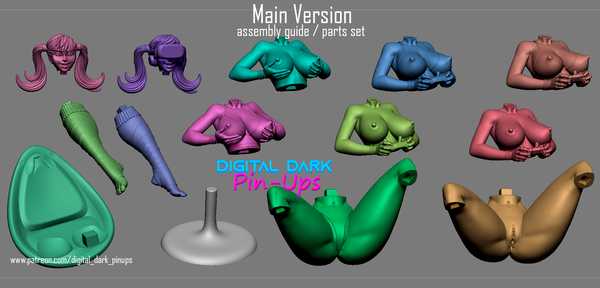 Main Version
assembly guide / parts set
DIGITAL DARK
Pin-Ups
www.patreon.com/digital_dark_pinups